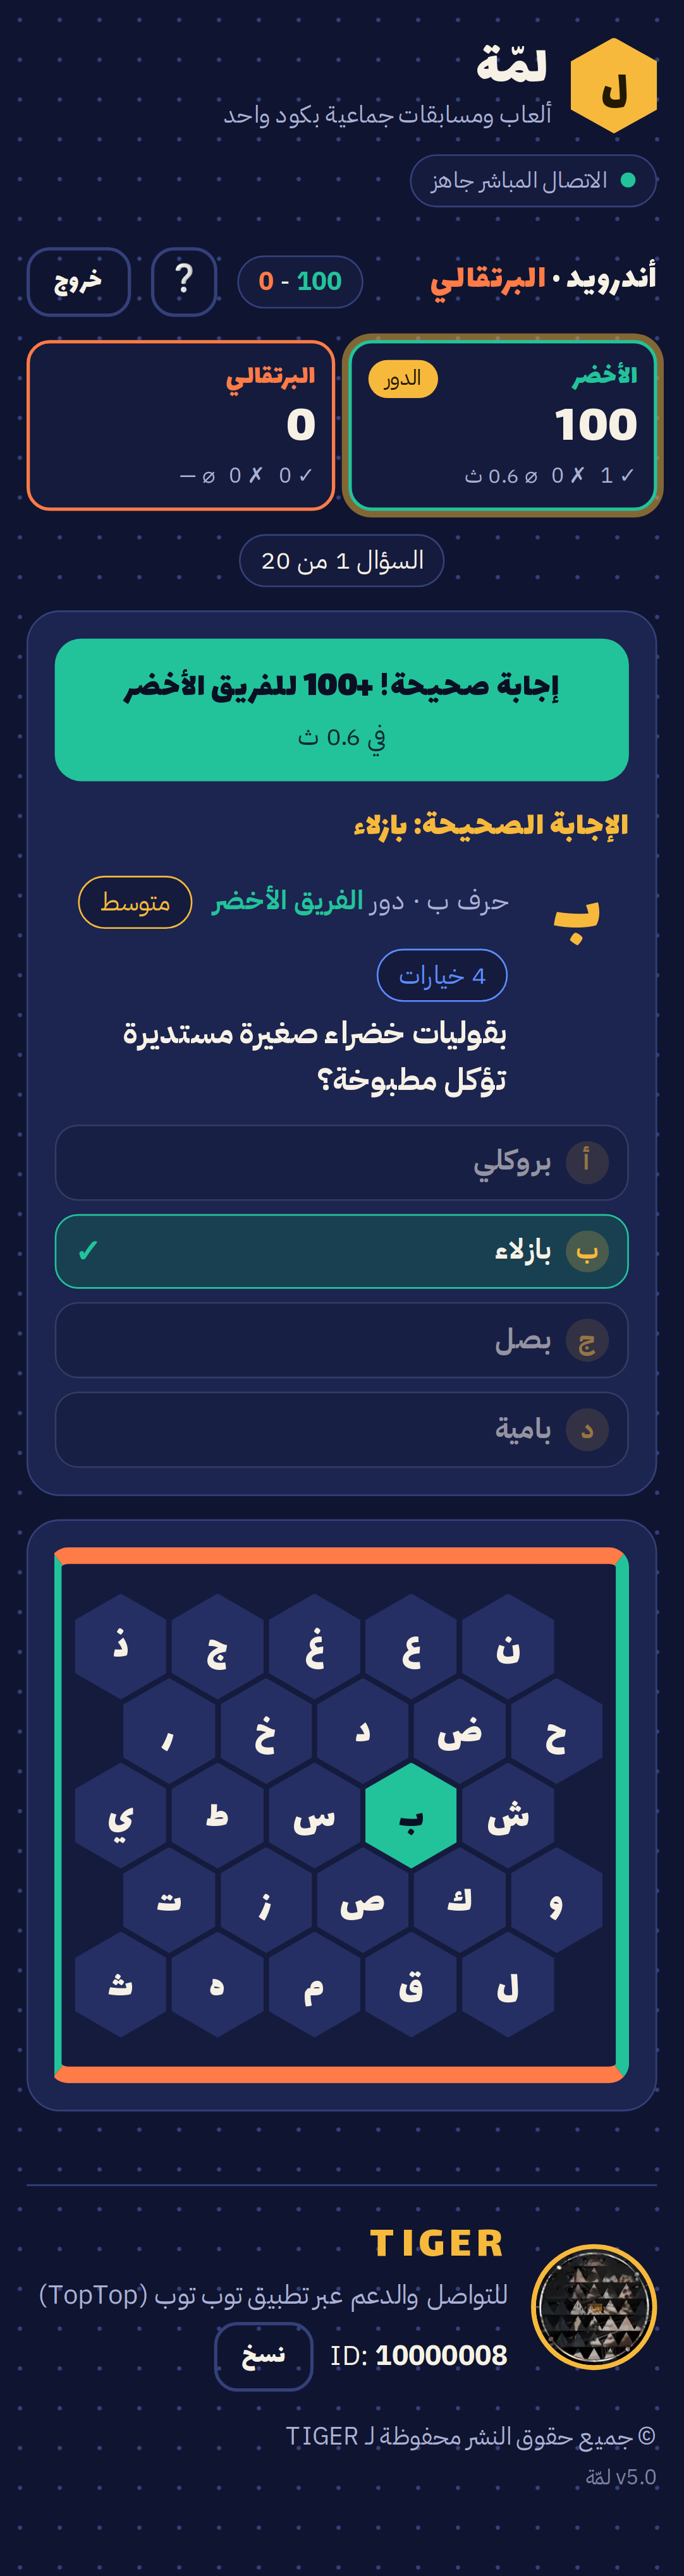 ل
لمّة
ألعاب ومسابقات جماعية بكود واحد
الاتصال المباشر جاهز
أندرويد · البرتقالي
100 - 0
?
خروج
الأخضر
الدور
100
✓ 1 ✗ 0 ⌀ 0.6 ث
البرتقالي
0
✓ 0 ✗ 0 ⌀ —
السؤال 1 من 20
إجابة صحيحة! +100 للفريق الأخضر
في 0.6 ث
الإجابة الصحيحة: بازلاء
ب
حرف ب · دور الفريق الأخضر
متوسط
4 خيارات
بقوليات خضراء صغيرة مستديرة
تؤكل مطبوخة؟
أ بروكلي
ب بازلاء ✓
ج بصل
د بامية
ن ع غ ج ذ
ح ض د خ ر
ش ب س ط ي
و ك ص ز ت
ل ق م ه ث
TIGER
للتواصل والدعم عبر تطبيق توب توب (TopTop)
ID: 10000008
نسخ
© جميع حقوق النشر محفوظة لـ TIGER
لمّة v5.0